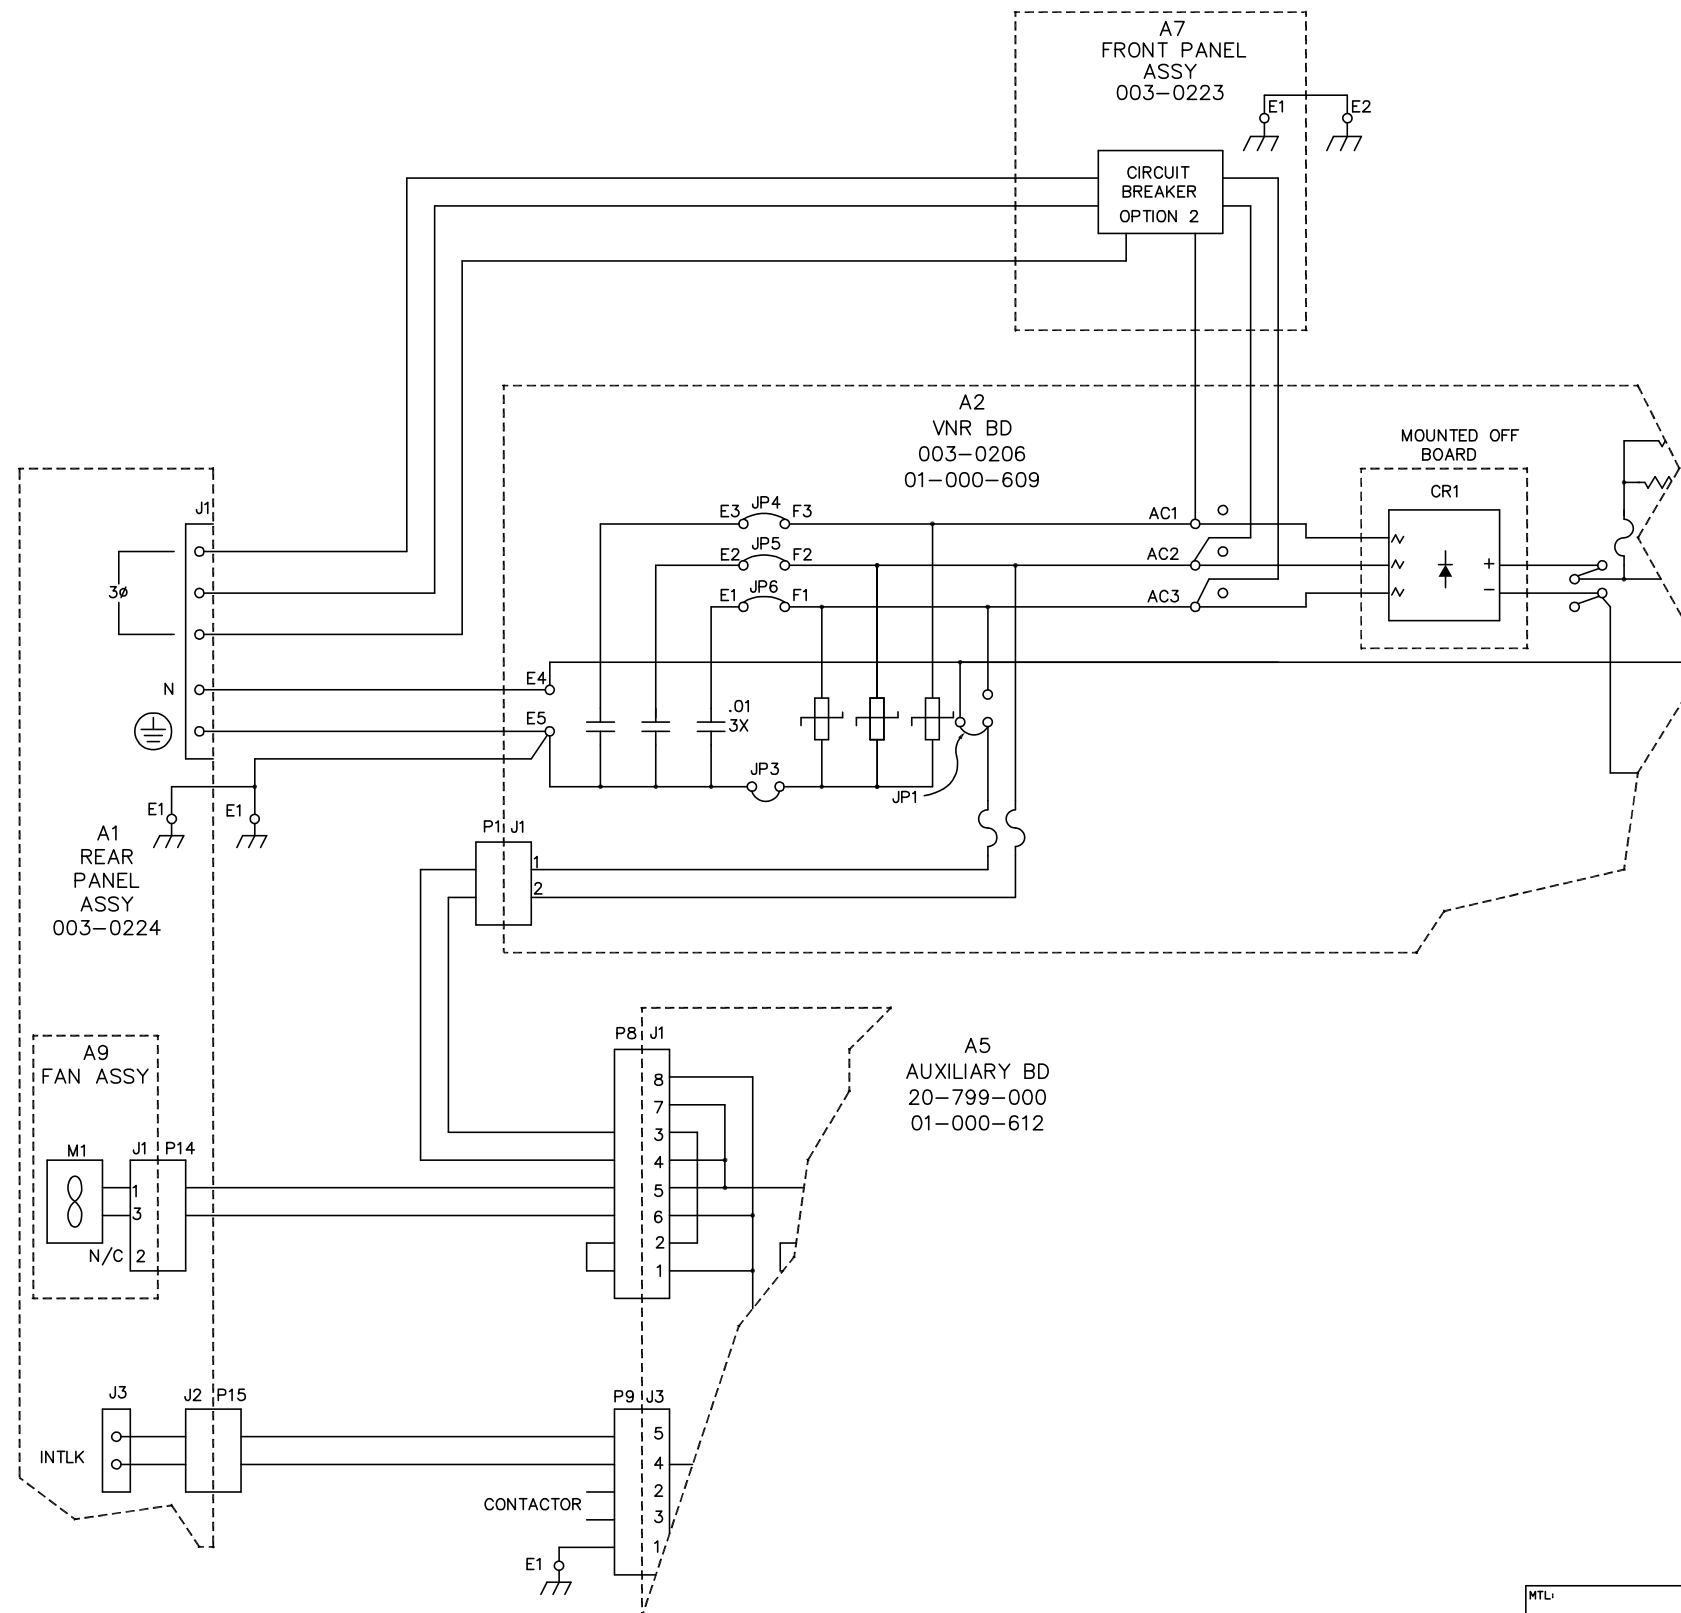 A7
FRONT PANEL
ASSY
003-0223
E1
E2
CIRCUIT
BREAKER
OPTION 2
A2
VNR BD
003-0206
01-000-609
MOUNTED OFF
BOARD
CR1
+
−
J1
3ø
N
E3 JP4 F3
E2 JP5 F2
E1 JP6 F1
AC1
AC2
AC3
E4
E5
.01
3X
JP3
JP1
E1
E1
A1
REAR
PANEL
ASSY
003-0224
P1 J1
1
2
A9
FAN ASSY
M1
J1 P14
1
3
N/C 2
P8 J1
8
7
3
4
5
6
2
1
A5
AUXILIARY BD
20-799-000
01-000-612
J3
J2 P15
INTLK
P9 J3
5
4
2
3
1
CONTACTOR
E1
MTL: